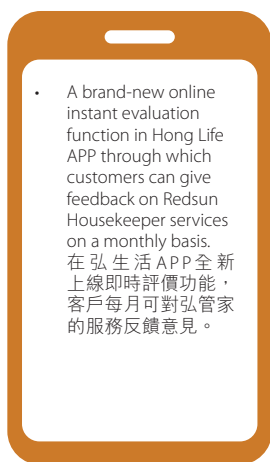 • A brand-new online
instant evaluation
function in Hong Life
APP through which
customers can give
feedback on Redsun
Housekeeper services
on a monthly basis.
在弘生活APP全新
上線即時評價功能，
客戶每月可對弘管家
的服務反饋意見。